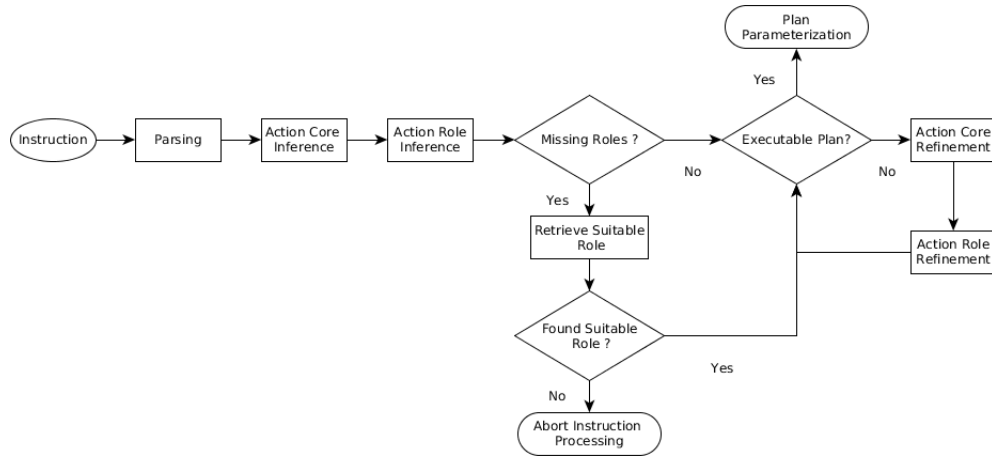 Plan
Parameterization
Yes
Instruction
Parsing
Action Core
Inference
Action Role
Inference
Missing Roles ?
No
Executable Plan?
No
Action Core
Refinement
Yes
Retrieve Suitable
Role
Action Role
Refinement
Found Suitable
Role ?
Yes
No
Abort Instruction
Processing